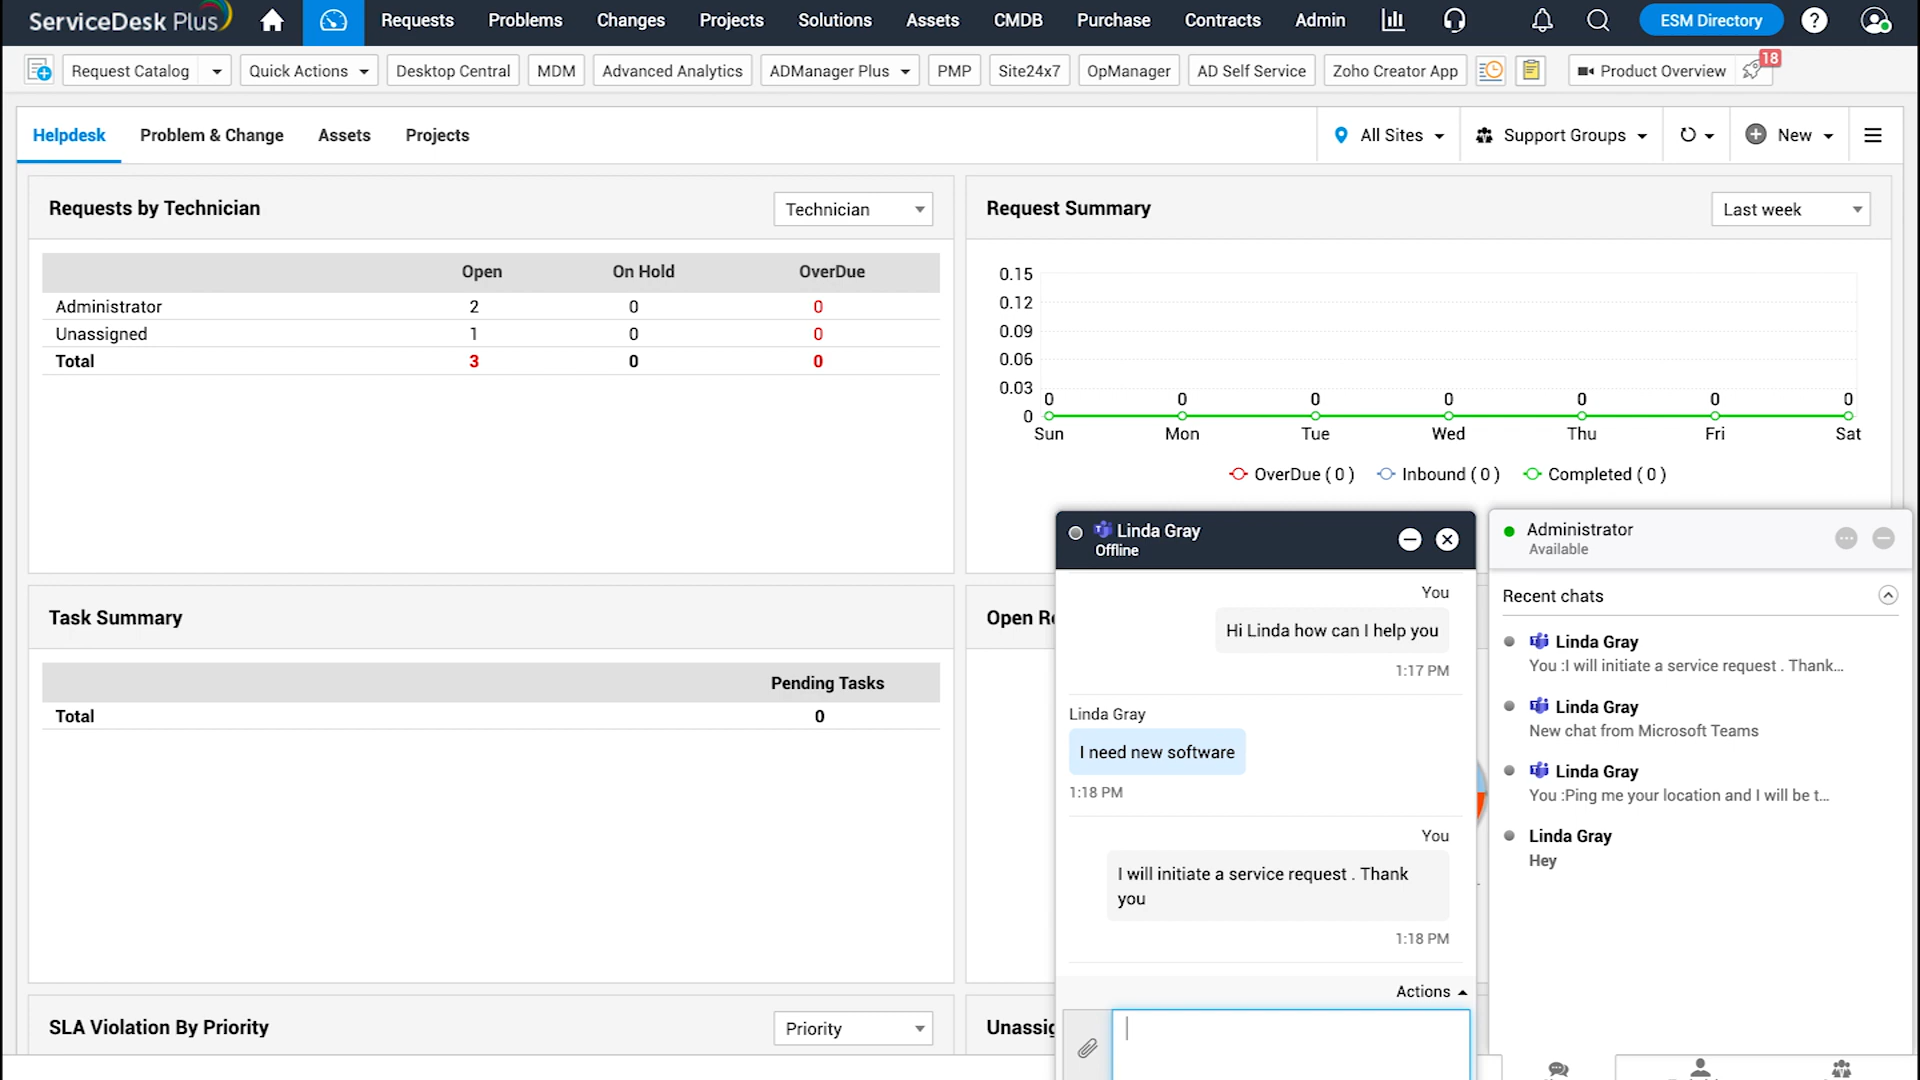 ServiceDesk Plus
Requests Problems Changes Projects Solutions Assets CMDB Purchase Contracts Admin ESM Directory ?
Request Catalog Quick Actions Desktop Central MDM Advanced Analytics ADManager Plus PMP Site24x7 OpManager AD Self Service Zoho Creator App Product Overview 18
Helpdesk Problem & Change Assets Projects All Sites Support Groups New
Requests by Technician Technician
Open On Hold OverDue
Administrator 2 0 0
Unassigned 1 0 0
Total 3 0 0
Request Summary Last week
0.15
0.12
0.09
0.06
0.03
0 0 0 0 0 0 0
0
Sun Mon Tue Wed Thu Fri Sat
OverDue ( 0 ) Inbound ( 0 ) Completed ( 0 )
Task Summary
Pending Tasks
Total 0
Open Re
SLA Violation By Priority Priority
Unassig
Linda Gray
Offline
You
Hi Linda how can I help you
1:17 PM
Linda Gray
I need new software
1:18 PM
You
I will initiate a service request . Thank
you
1:18 PM
Actions
Administrator
Available
Recent chats
Linda Gray
You :I will initiate a service request . Thank...
Linda Gray
New chat from Microsoft Teams
Linda Gray
You :Ping me your location and I will be t...
Linda Gray
Hey